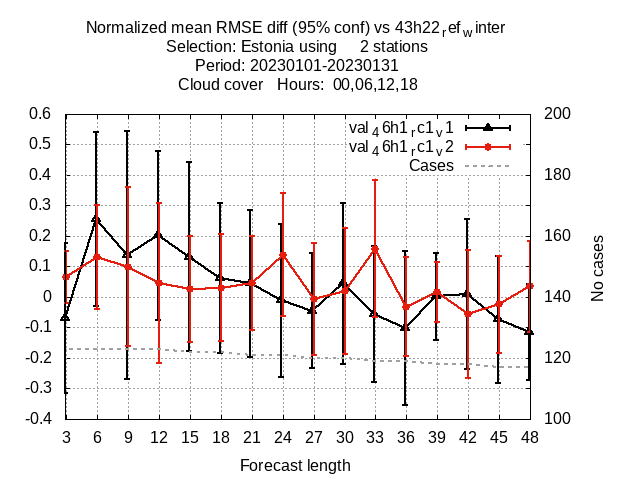 Normalized mean RMSE diff (95% conf) vs 43h22refwinter
Selection: Estonia using 2 stations
Period: 20230101-20230131
Cloud cover Hours: 00,06,12,18
0.6 200
val46h1rc1v1
0.5
val46h1rc1v2
Cases
0.4 180
0.3
0.2 160
0.1
0 140
-0.1
-0.2 120
-0.3
-0.4 100
3 6 9 12 15 18 21 24 27 30 33 36 39 42 45 48
Forecast length
No cases